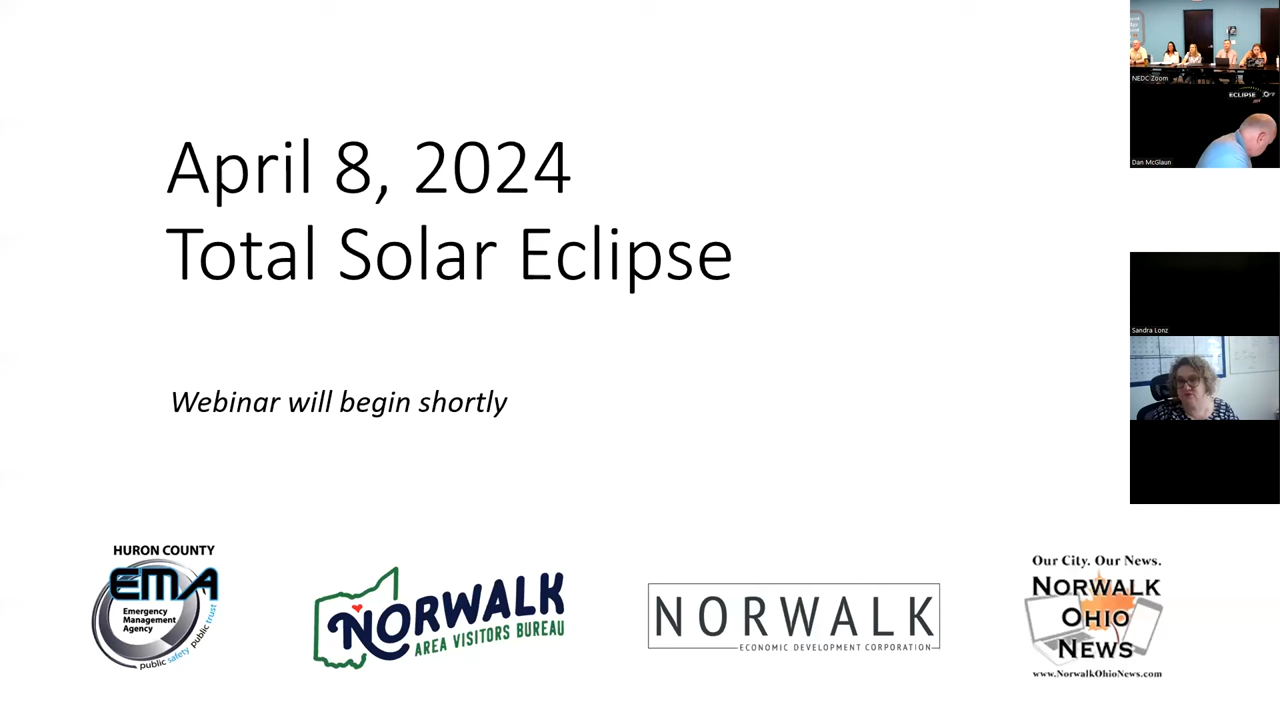 April 8, 2024
Total Solar Eclipse
Webinar will begin shortly
HURON COUNTY
EMA
Emergency
Management
Agency
public safety public trust
NORWALK
AREA VISITORS BUREAU
NORWALK
ECONOMIC DEVELOPMENT CORPORATION
Our City. Our News.
NORWALK
OHIO
NEWS
www.NorwalkOhioNews.com
NEDC Zoom
ECLIPSE
Dan McGlaun
Sandra Lonz